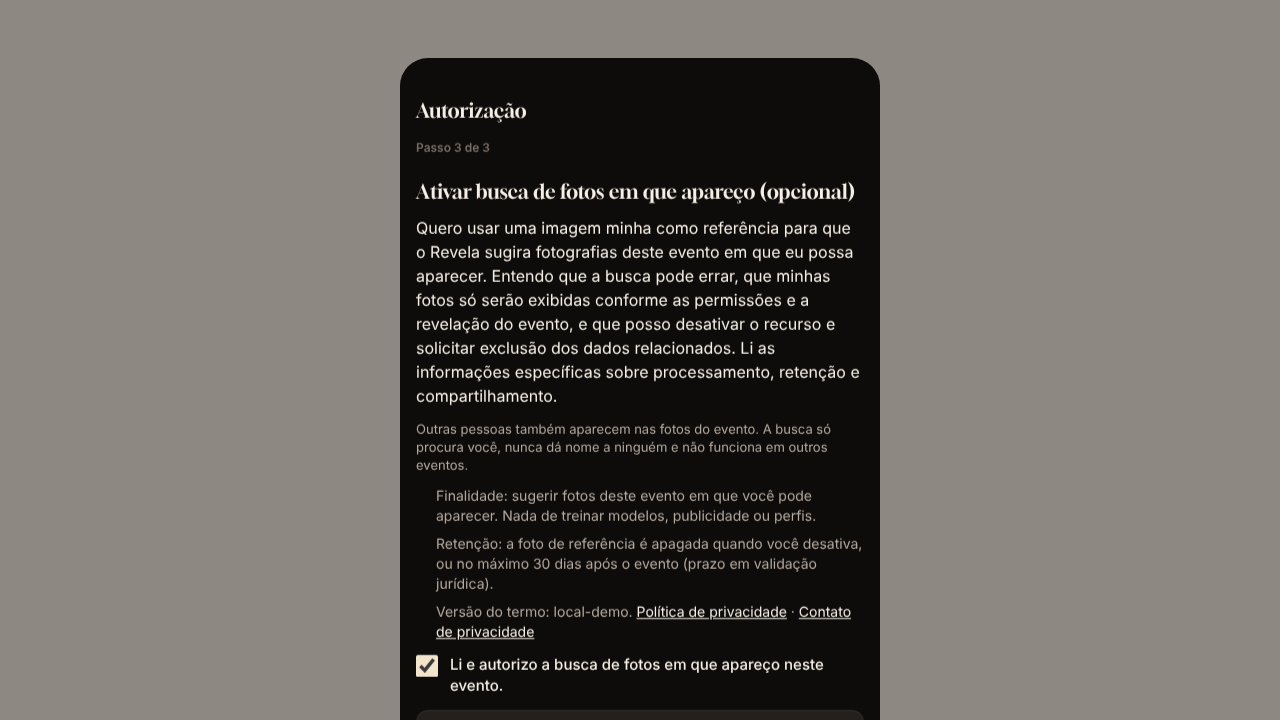 Autorização
Passo 3 de 3
Ativar busca de fotos em que apareço (opcional)
Quero usar uma imagem minha como referência para que
o Revela sugira fotografias deste evento em que eu possa
aparecer. Entendo que a busca pode errar, que minhas
fotos só serão exibidas conforme as permissões e a
revelação do evento, e que posso desativar o recurso e
solicitar exclusão dos dados relacionados. Li as
informações específicas sobre processamento, retenção e
compartilhamento.
Outras pessoas também aparecem nas fotos do evento. A busca só
procura você, nunca dá nome a ninguém e não funciona em outros
eventos.
Finalidade: sugerir fotos deste evento em que você pode
aparecer. Nada de treinar modelos, publicidade ou perfis.
Retenção: a foto de referência é apagada quando você desativa,
ou no máximo 30 dias após o evento (prazo em validação
jurídica).
Versão do termo: local-demo. Política de privacidade · Contato
de privacidade
Li e autorizo a busca de fotos em que apareço neste
evento.